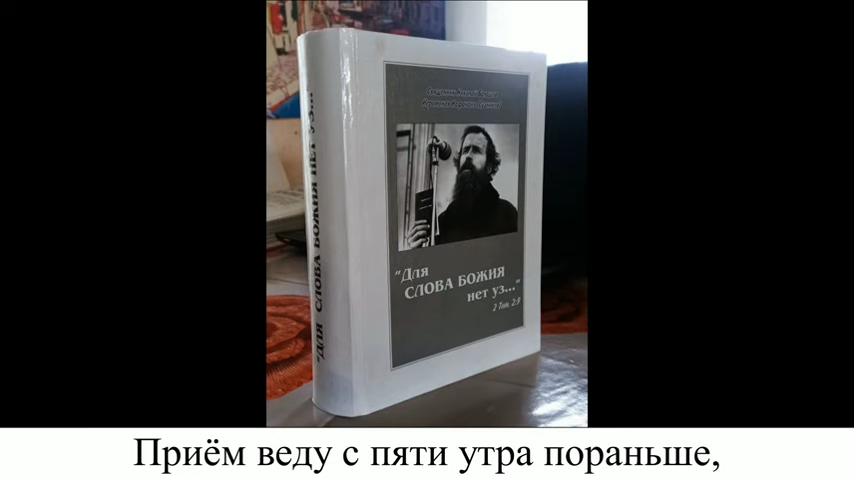 "Для СЛОВА БОЖИЯ НЕТ УЗ..."
"Для
СЛОВА БОЖИЯ
нет уз..."
2 Тим. 2:9
Приём веду с пяти утра пораньше,